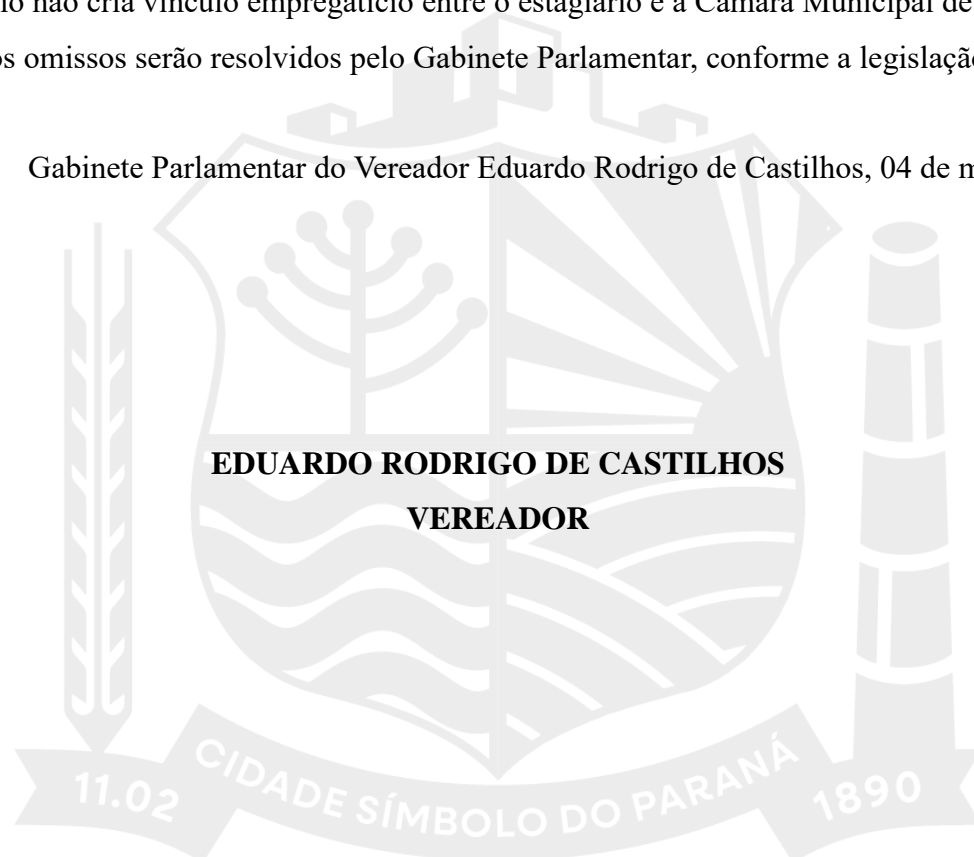 não cria vínculo empregatício entre o estagiário e a Câmara Municipal de
omissos serão resolvidos pelo Gabinete Parlamentar, conforme a legislação
Gabinete Parlamentar do Vereador Eduardo Rodrigo de Castilhos, 04 de
EDUARDO RODRIGO DE CASTILHOS
VEREADOR
11.02 CIDADE SÍMBOLO DO PARANÁ 1890